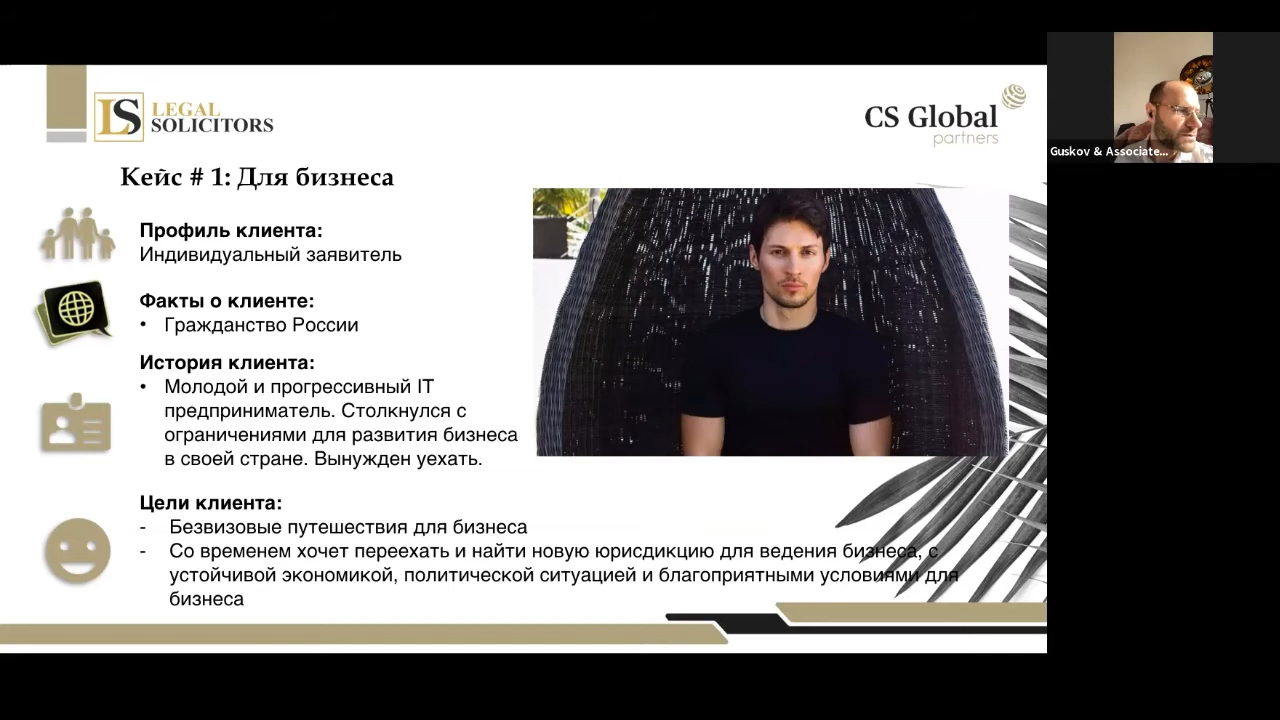 LS LEGAL
SOLICITORS
CS Global
partners
Guskov & Associate...
Кейс # 1: Для бизнеса
Профиль клиента:
Индивидуальный заявитель
Факты о клиенте:
• Гражданство России
История клиента:
• Молодой и прогрессивный IT
предприниматель. Столкнулся с
ограничениями для развития бизнеса
в своей стране. Вынужден уехать.
Цели клиента:
- Безвизовые путешествия для бизнеса
- Со временем хочет переехать и найти новую юрисдикцию для ведения бизнеса, с
устойчивой экономикой, политической ситуацией и благоприятными условиями для
бизнеса